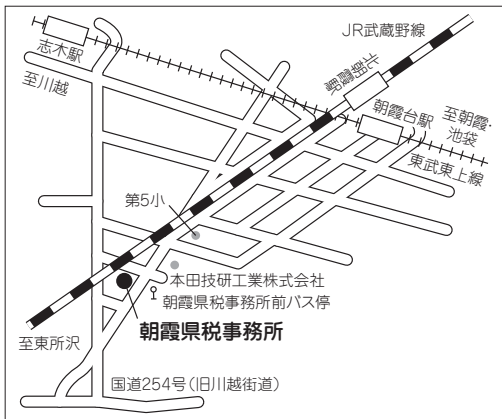 JR武蔵野線
志木駅
北朝霞駅
至川越
朝霞台駅
至朝霞・
池袋
東武東上線
第5小
本田技研工業株式会社
朝霞県税事務所前バス停
朝霞県税事務所
至東所沢
国道254号(旧川越街道)